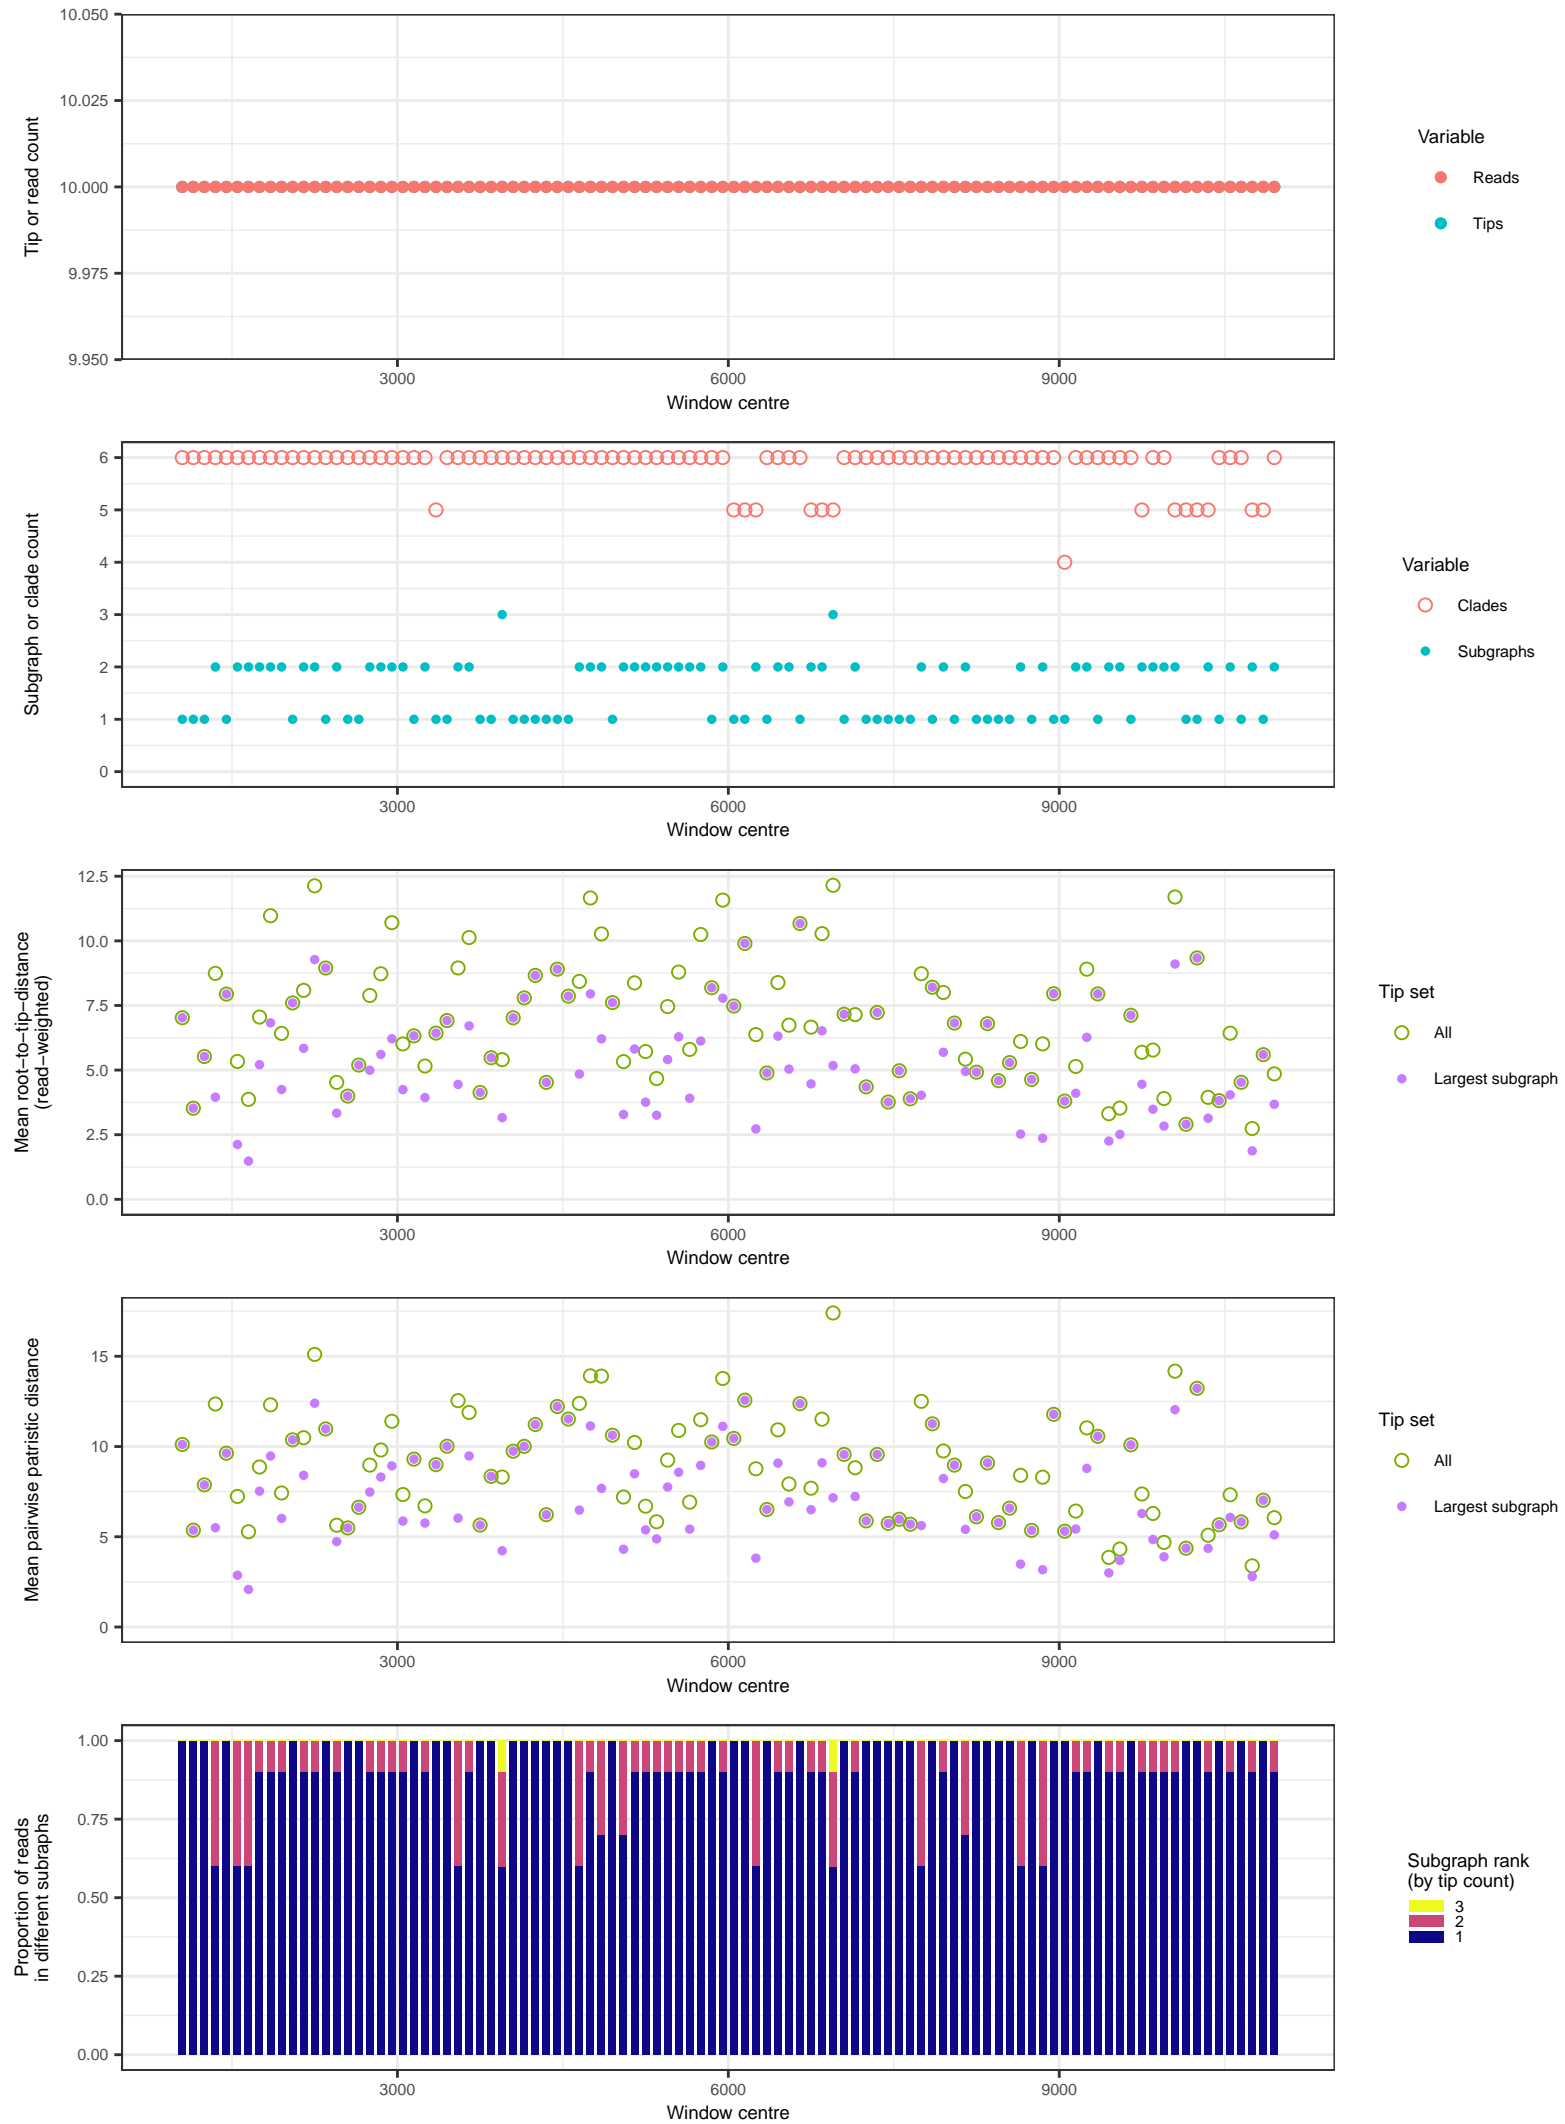 10.050
10.025
10.000
9.975
9.950
Tip or read count
3000
6000
9000
Window centre
Variable
Reads
Tips
6
5
4
3
2
1
0
Subgraph or clade count
3000
6000
9000
Window centre
Variable
Clades
Subgraphs
12.5
10.0
7.5
5.0
2.5
0.0
Mean root−to−tip−distance
(read−weighted)
3000
6000
9000
Window centre
Tip set
All
Largest subgraph
15
10
5
0
Mean pairwise patristic distance
3000
6000
9000
Window centre
Tip set
All
Largest subgraph
1.00
0.75
0.50
0.25
0.00
Proportion of reads
in different subraphs
3000
6000
9000
Window centre
Subgraph rank
(by tip count)
3
2
1